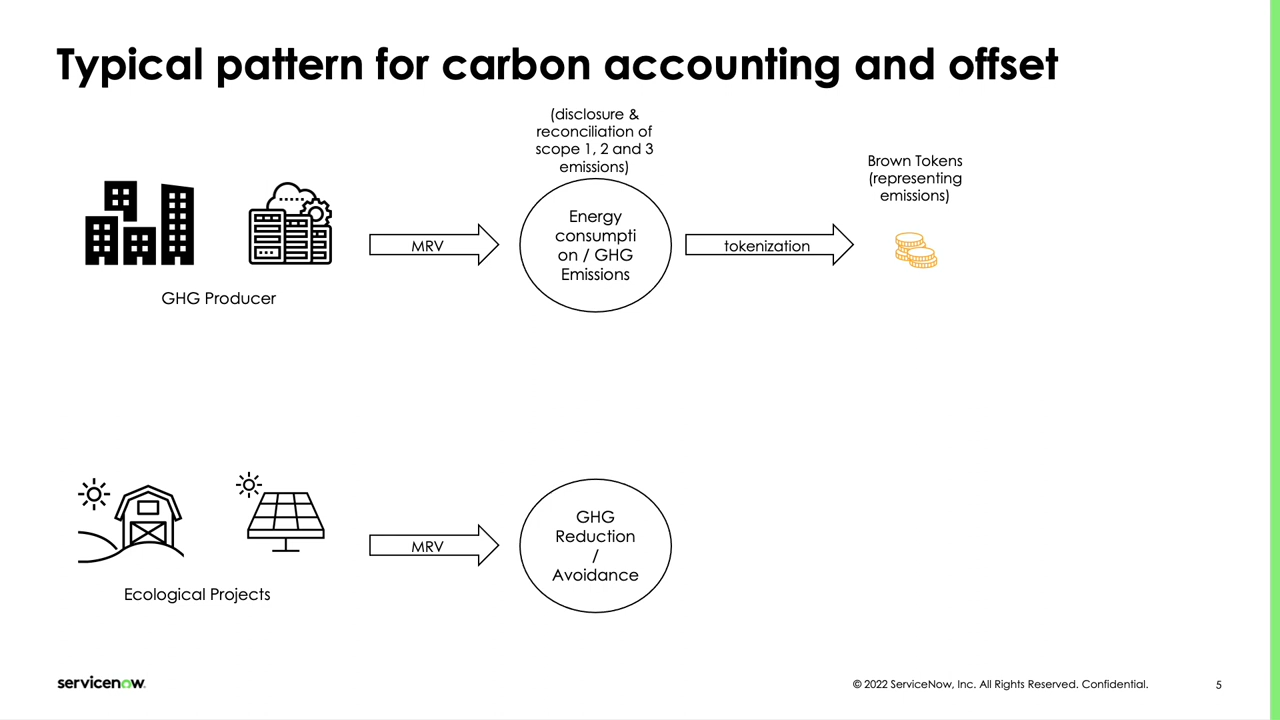 Typical pattern for carbon accounting and offset
(disclosure &
reconciliation of
scope 1, 2 and 3
emissions)
Brown Tokens
(representing
emissions)
Energy
consumpti
on / GHG
Emissions
MRV
tokenization
GHG Producer
GHG
Reduction
/
Avoidance
MRV
Ecological Projects
servicenow.
© 2022 ServiceNow, Inc. All Rights Reserved. Confidential.
5